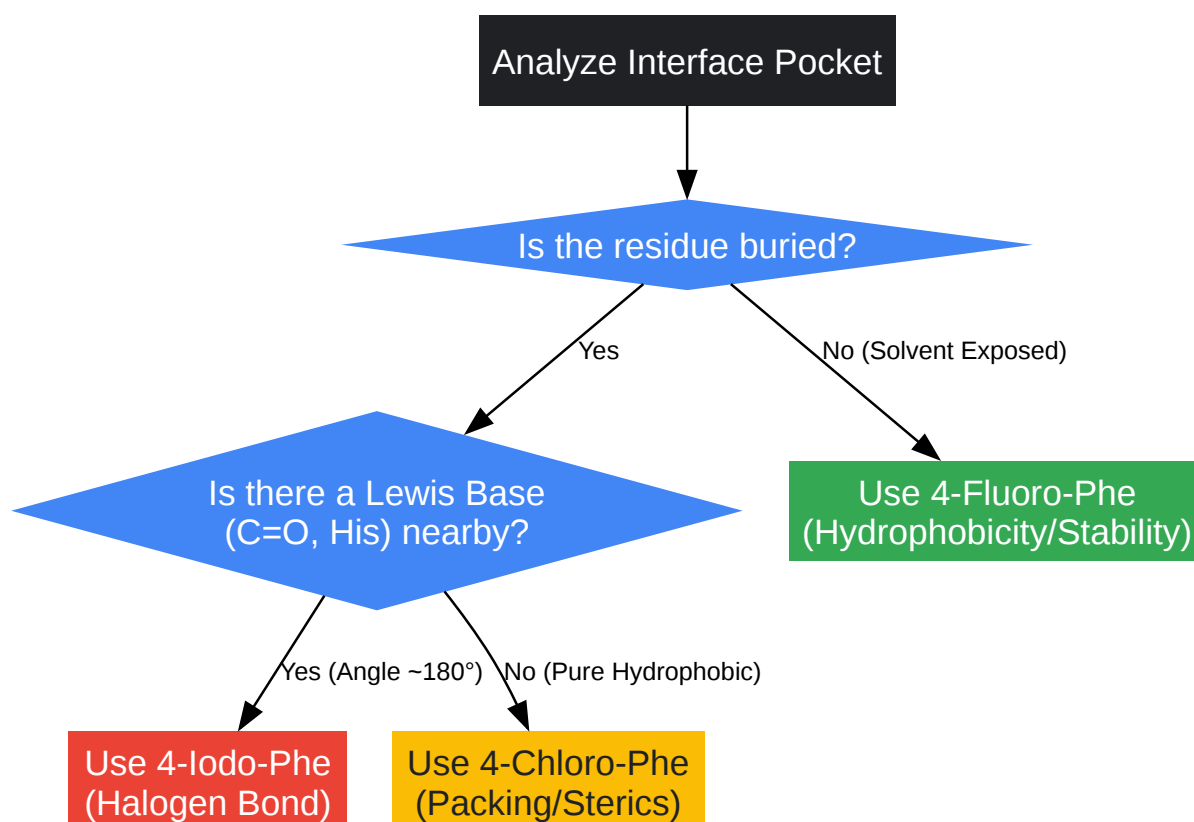 Analyze Interface Pocket
Is the residue buried?
Yes
No (Solvent Exposed)
Is there a Lewis Base
(C=O, His) nearby?
Use 4-Fluoro-Phe
(Hydrophobicity/Stability)
Yes (Angle ~180°)
No (Pure Hydrophobic)
Use 4-Iodo-Phe
(Halogen Bond)
Use 4-Chloro-Phe
(Packing/Sterics)